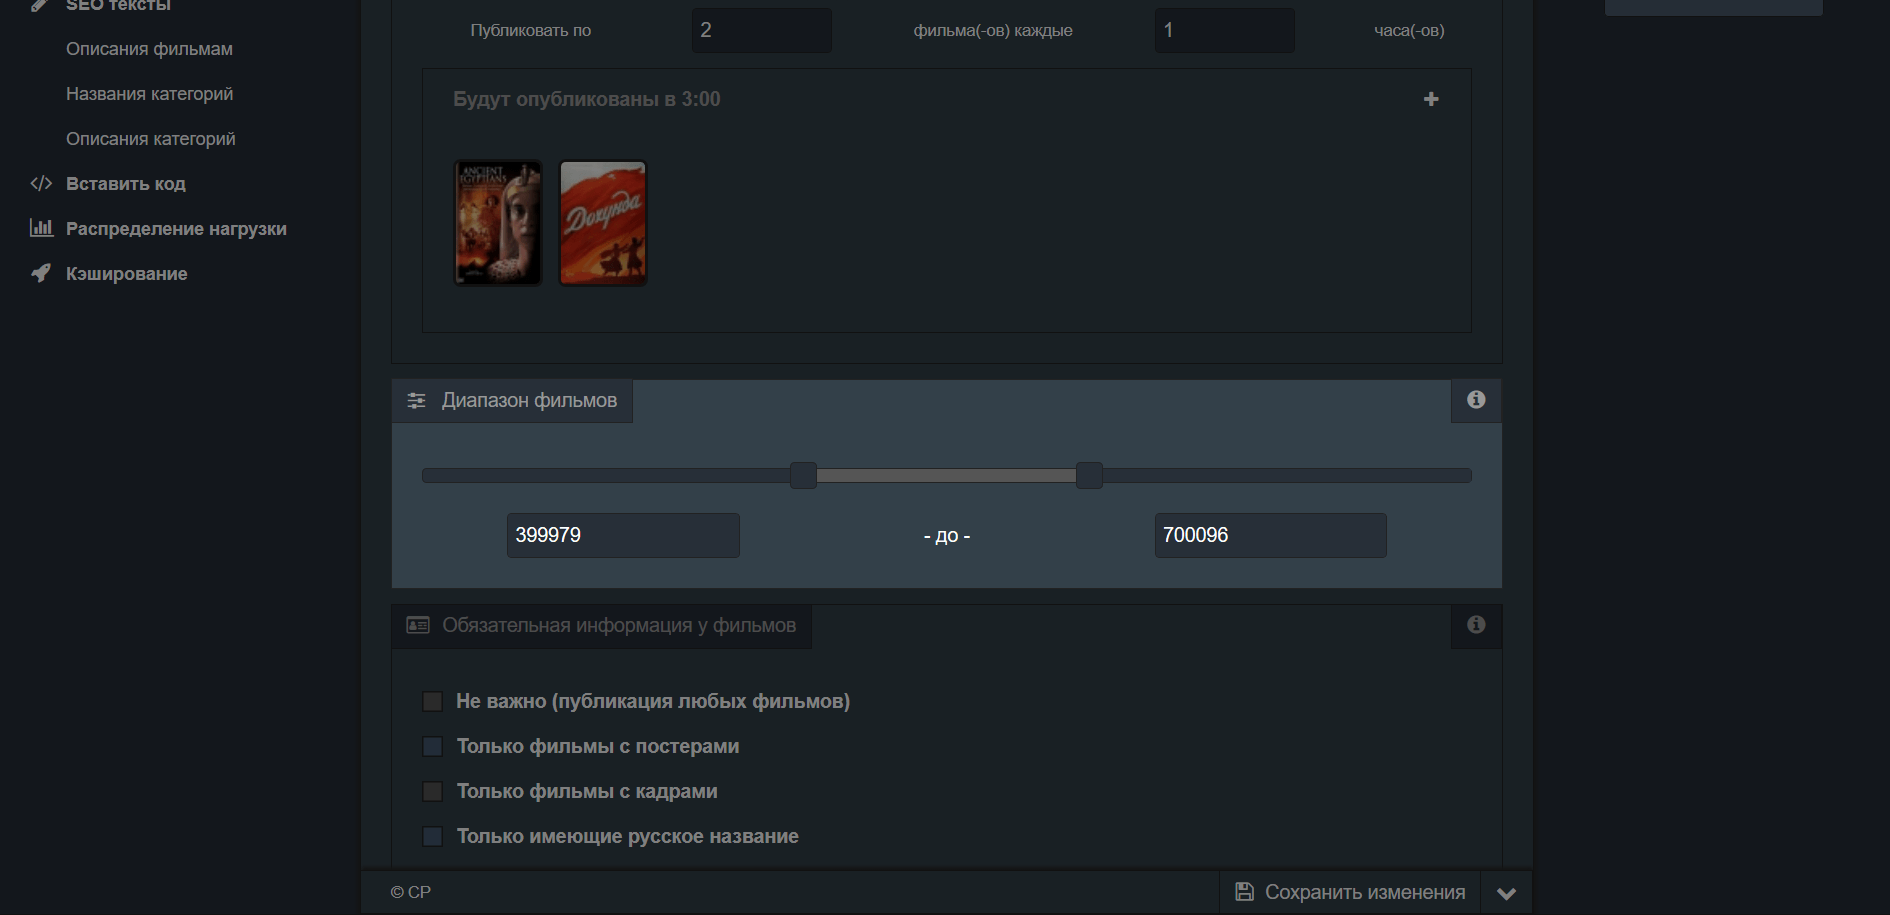 SEO тексты
Описания фильмам
Названия категорий
Описания категорий
Вставить код
Распределение нагрузки
Кэширование
Публиковать по 2 фильма(-ов) каждые 1 часа(-ов)
Будут опубликованы в 3:00
ANCIENT
EGYPTIANS
Дохунда
Диапазон фильмов
399979 - до - 700096
Обязательная информация у фильмов
Не важно (публикация любых фильмов)
Только фильмы с постерами
Только фильмы с кадрами
Только имеющие русское название
© CP
Сохранить изменения